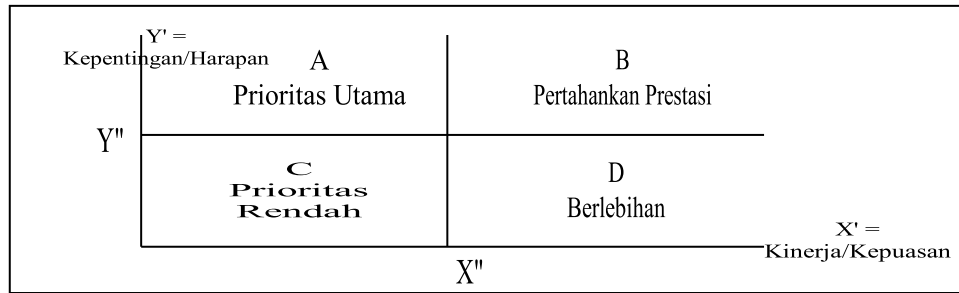 Y' =
Kepentingan/Harapan
A
Prioritas Utama
B
Pertahankan Prestasi
Y"
C
Prioritas
Rendah
D
Berlebihan
X' =
Kinerja/Kepuasan
X"